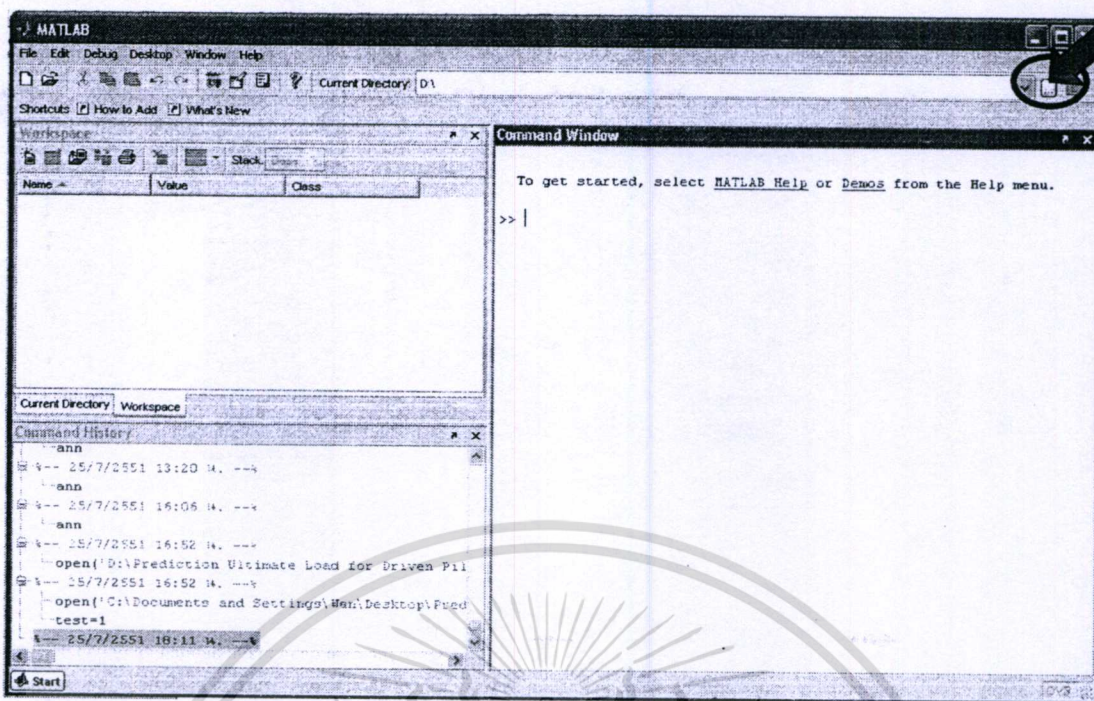 MATLAB
File Edit Debug Desktop Window Help
Current Directory: D:\
Shortcuts How to Add What's New
Workspace
Stack:
Name Value Class
Current Directory Workspace
Command History
ann
%-- 25/7/2551 13:20 น. --%
ann
%-- 25/7/2551 16:06 น. --%
ann
%-- 25/7/2551 16:52 น. --%
open('D:\Prediction Ultimate Load for Driven Pil
%-- 25/7/2551 16:52 น. --%
open('C:\Documents and Settings\Wan\Desktop\Pred
test=1
%-- 25/7/2551 18:11 น. --%
Start
Command Window
To get started, select MATLAB Help or Demos from the Help menu.
>>
OVR